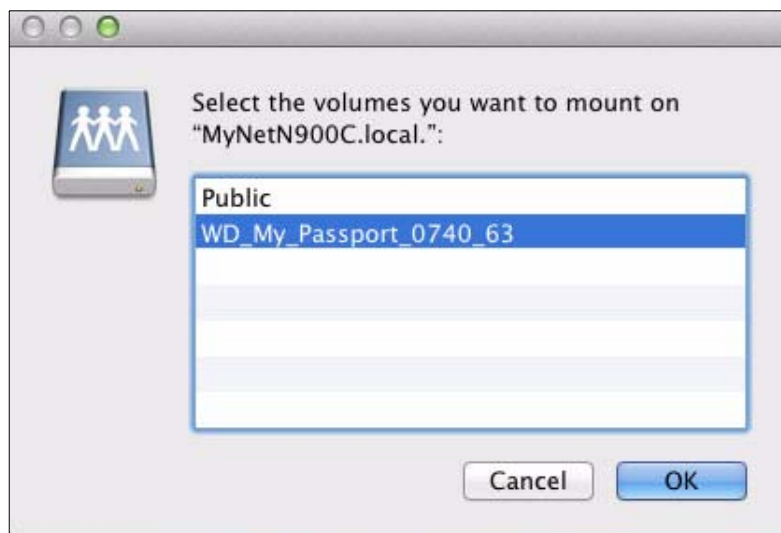 Select the volumes you want to mount on
“MyNetN900C.local.”:
Public
WD_My_Passport_0740_63
Cancel
OK